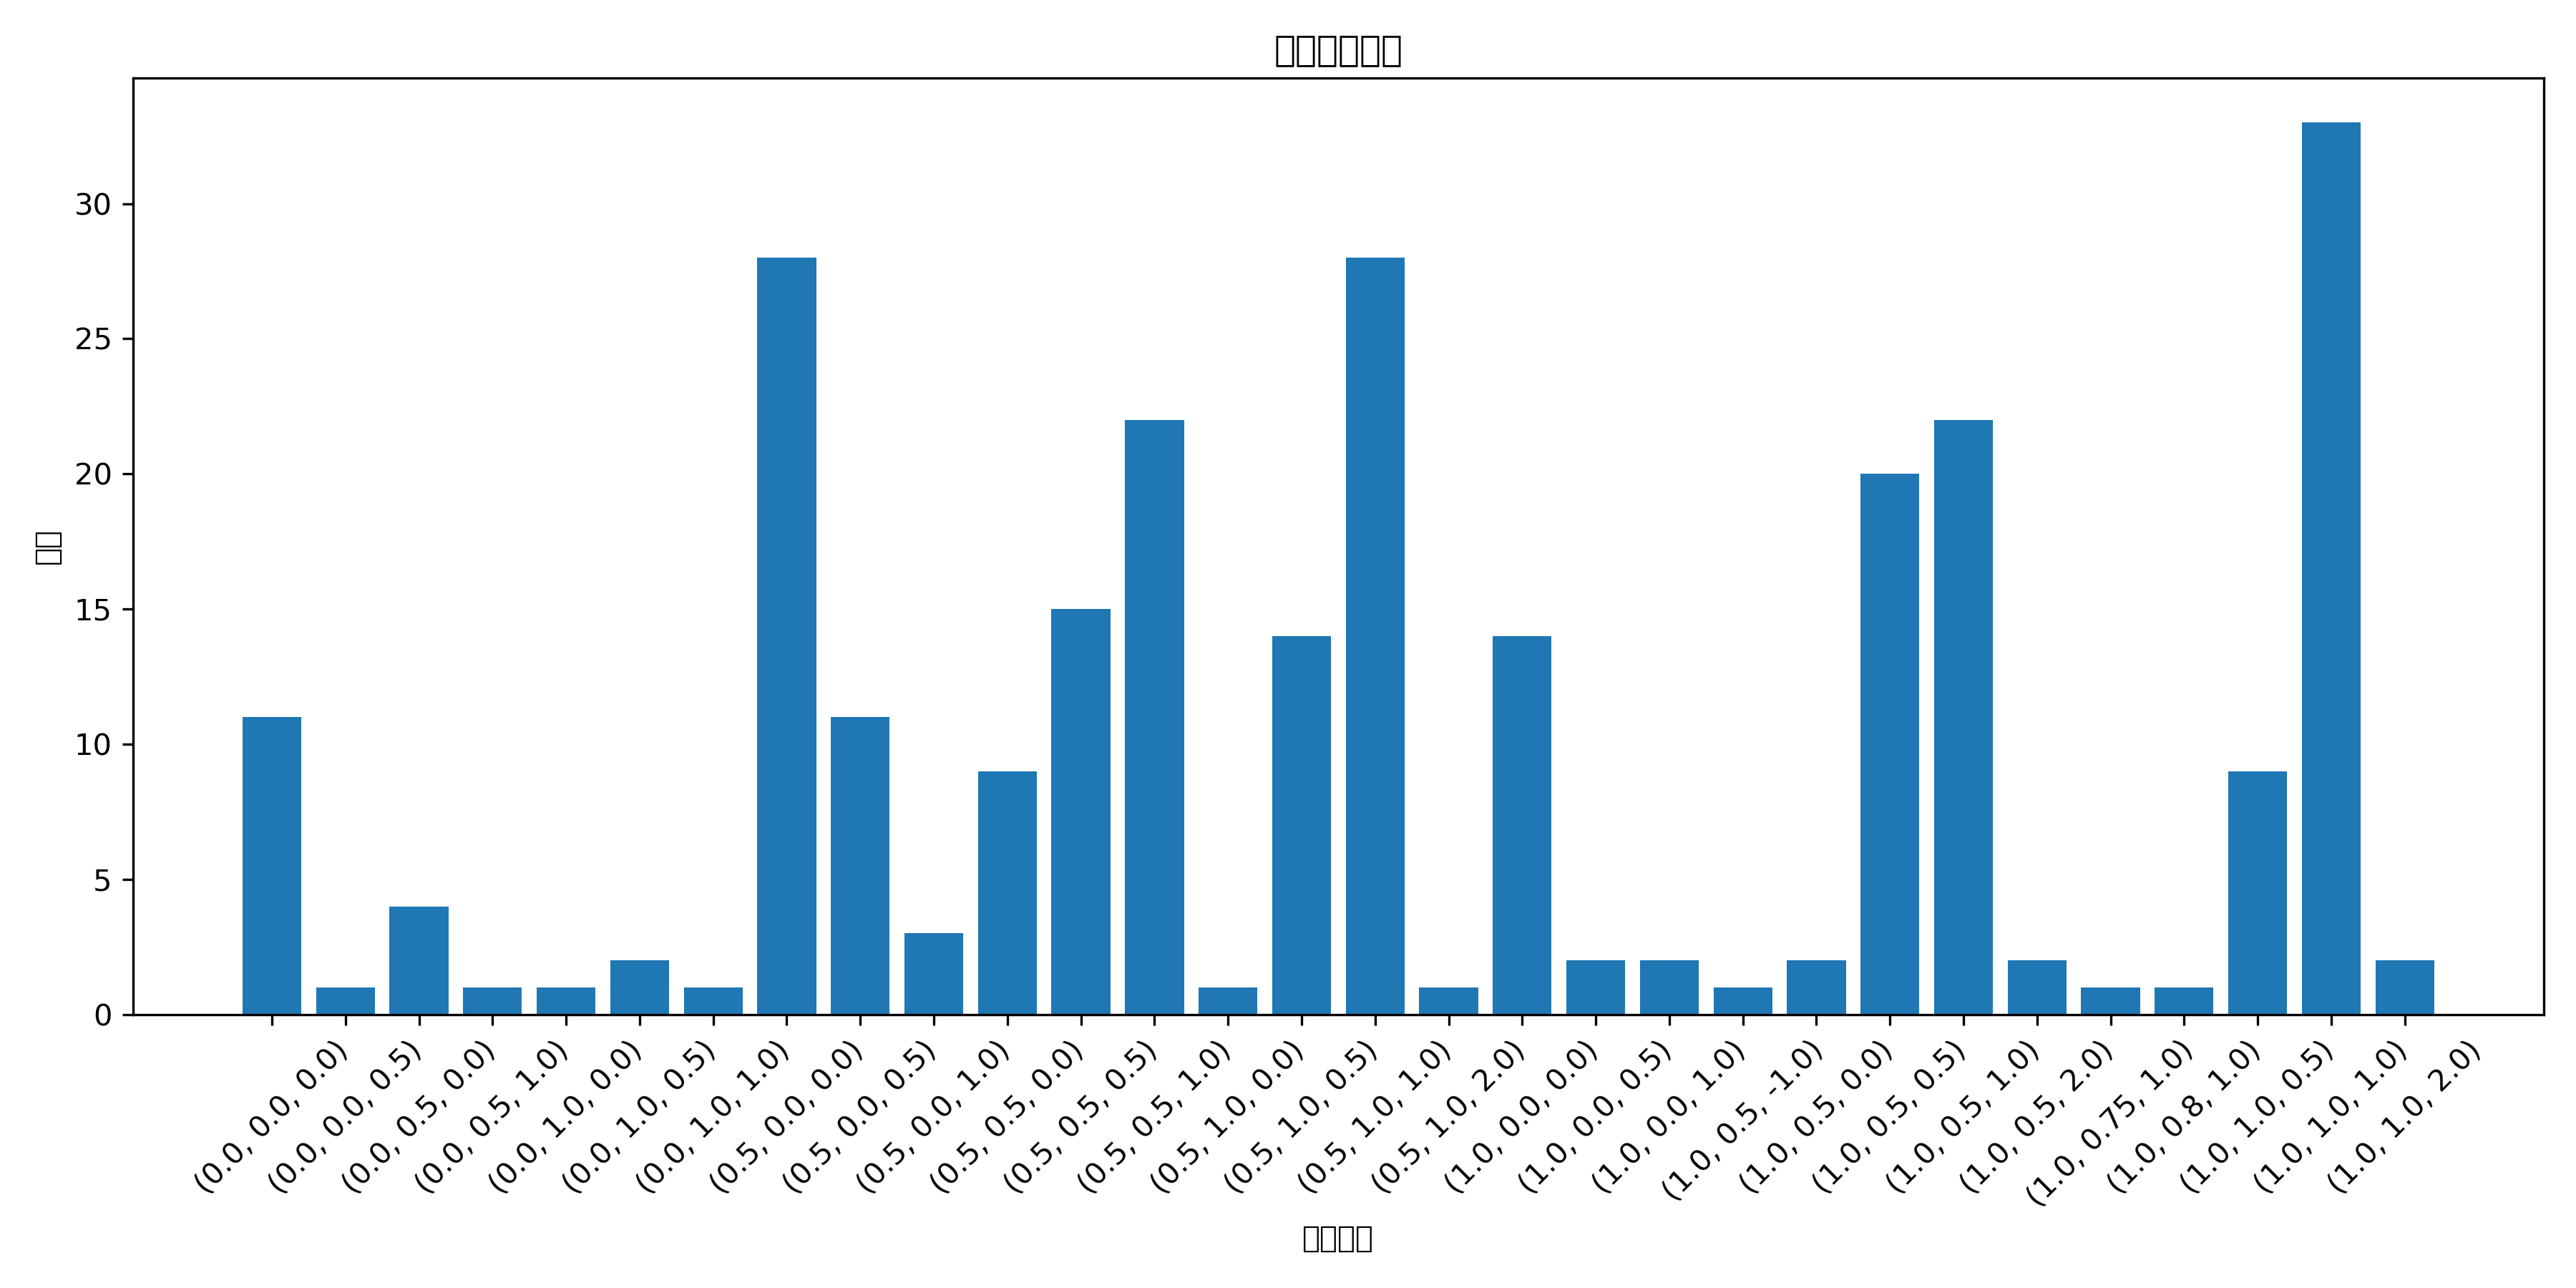 30
25
20
15
10
5
0
(0.0, 0.0, 0.0)
(0.0, 0.0, 0.5)
(0.0, 0.5, 0.0)
(0.0, 0.5, 1.0)
(0.0, 1.0, 0.0)
(0.0, 1.0, 0.5)
(0.0, 1.0, 1.0)
(0.5, 0.0, 0.0)
(0.5, 0.0, 0.5)
(0.5, 0.0, 1.0)
(0.5, 0.5, 0.0)
(0.5, 0.5, 0.5)
(0.5, 0.5, 1.0)
(0.5, 1.0, 0.0)
(0.5, 1.0, 0.5)
(0.5, 1.0, 1.0)
(0.5, 1.0, 2.0)
(1.0, 0.0, 0.0)
(1.0, 0.0, 0.5)
(1.0, 0.0, 1.0)
(1.0, 0.5, -1.0)
(1.0, 0.5, 0.0)
(1.0, 0.5, 0.5)
(1.0, 0.5, 1.0)
(1.0, 0.5, 2.0)
(1.0, 0.75, 1.0)
(1.0, 0.8, 1.0)
(1.0, 1.0, 0.5)
(1.0, 1.0, 1.0)
(1.0, 1.0, 2.0)